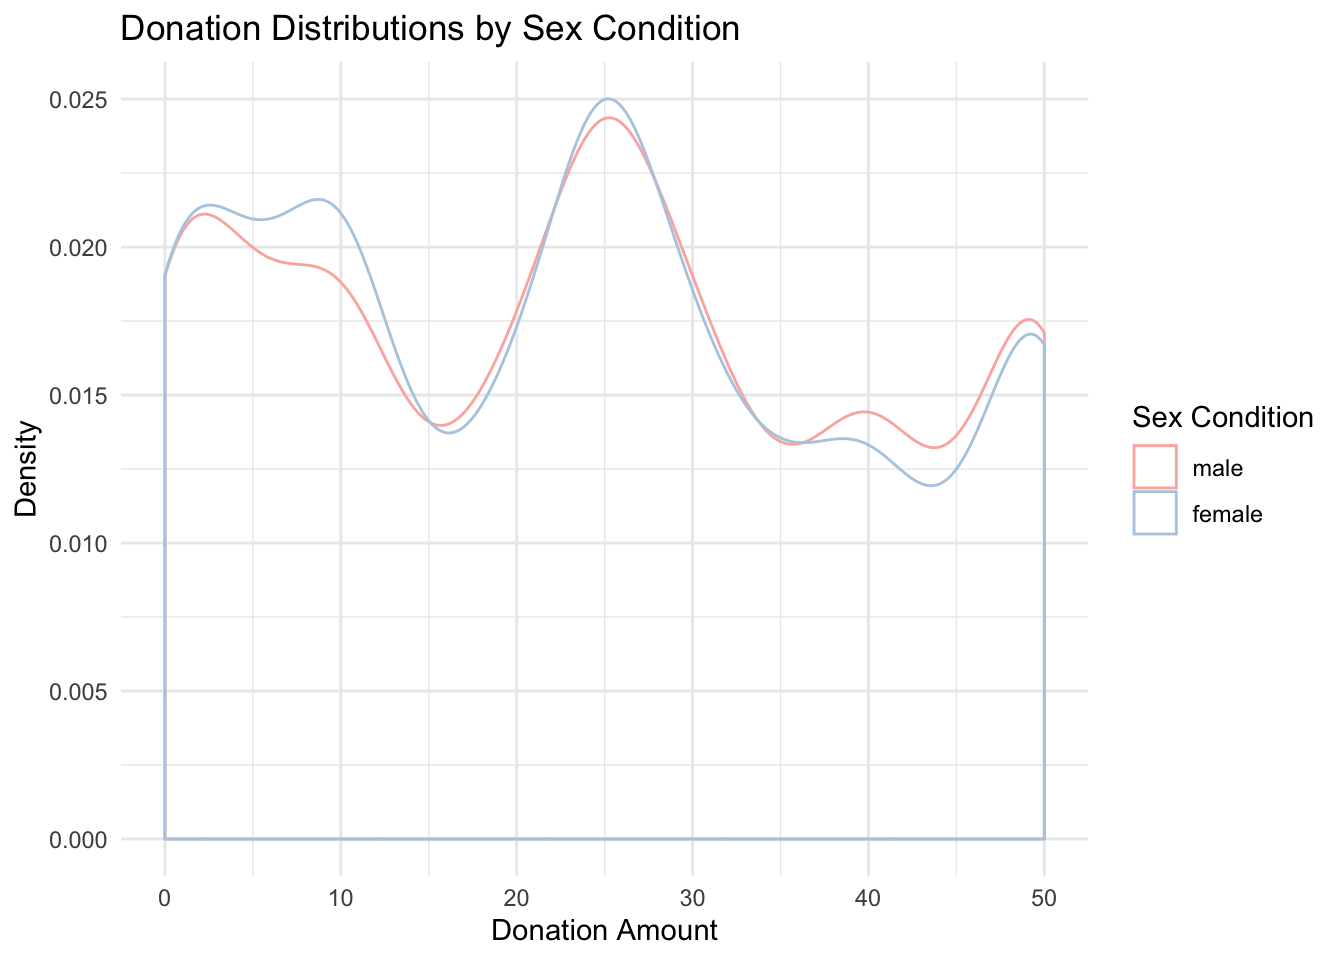 Donation Distributions by Sex Condition
0.025
0.020
0.015
0.010
0.005
0.000
Density
0 10 20 30 40 50
Donation Amount
Sex Condition
male
female